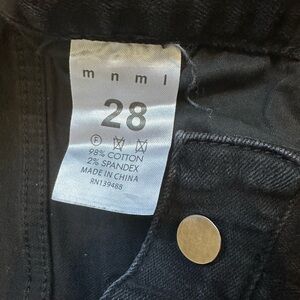 mnml
28
98% COTTON
2% SPANDEX
MADE IN CHINA
RN139488